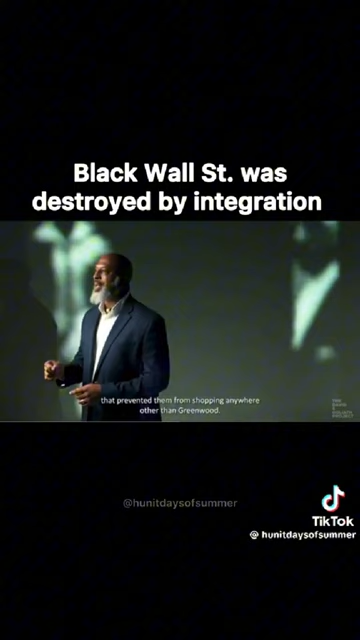 Black Wall St. was
destroyed by integration
that prevented them from shopping anywhere
other than Greenwood.
@hunitdaysofsummer
TikTok
@ hunitdaysofsummer